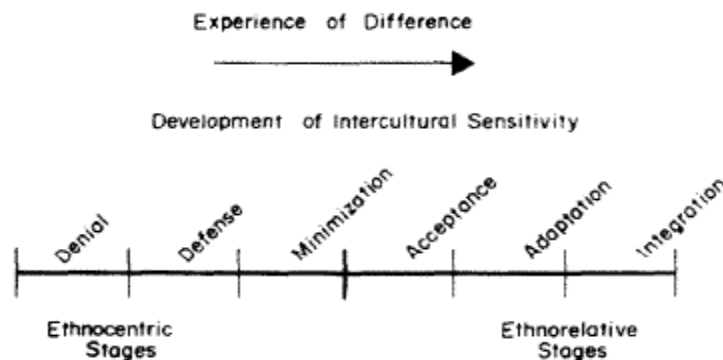 Experience of Difference
Development of Intercultural Sensitivity
Denial
Defense
Minimization
Acceptance
Adaptation
Integration
Ethnocentric
Stages
Ethnorelative
Stages